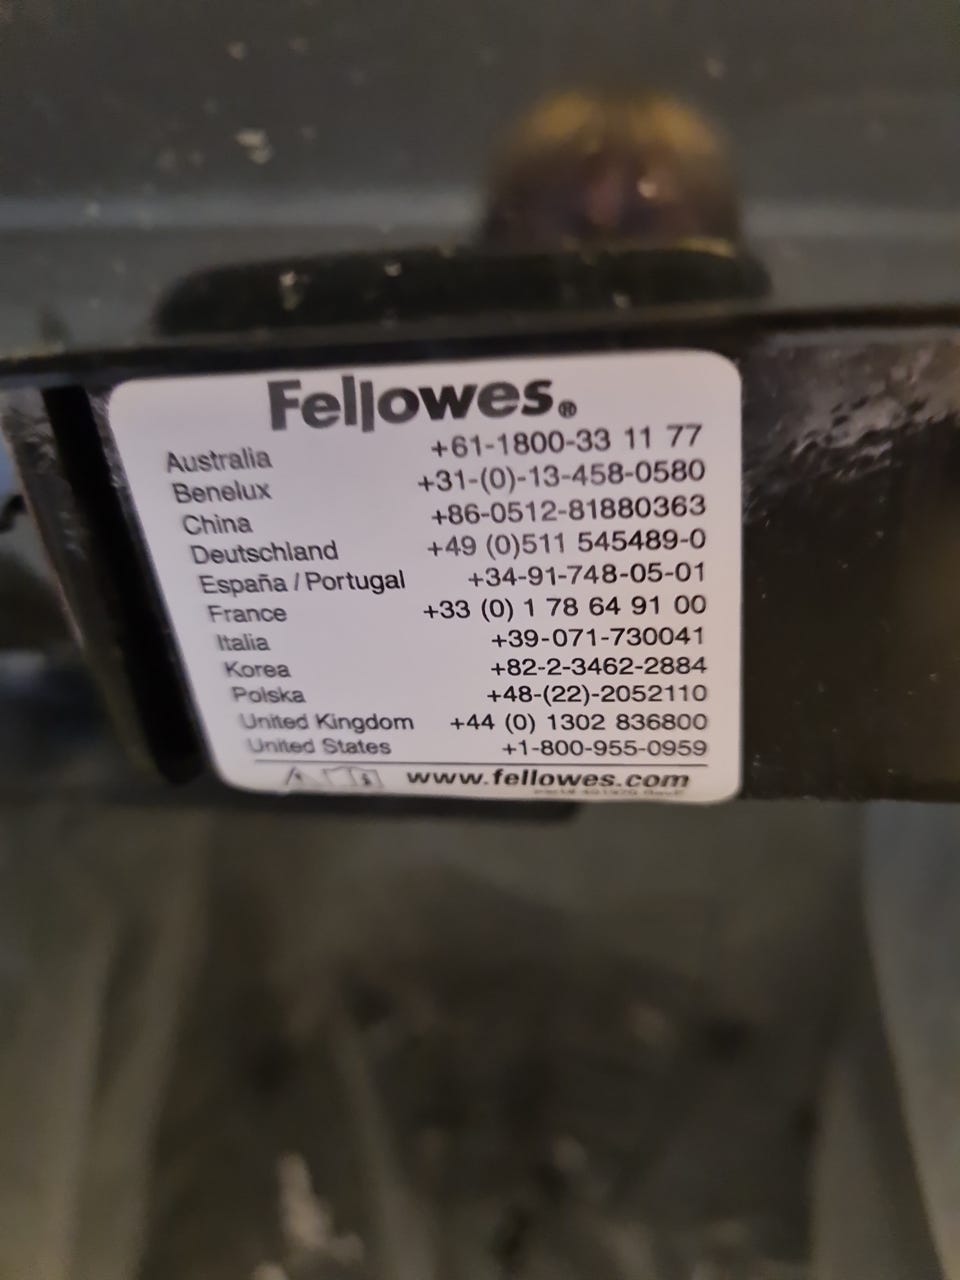 Fellowes®
Australia +61-1800-33 11 77
Benelux +31-(0)-13-458-0580
China +86-0512-81880363
Deutschland +49 (0)511 545489-0
España / Portugal +34-91-748-05-01
France +33 (0) 1 78 64 91 00
Italia +39-071-730041
Korea +82-2-3462-2884
Polska +48-(22)-2052110
United Kingdom +44 (0) 1302 836800
United States +1-800-955-0959
www.fellowes.com